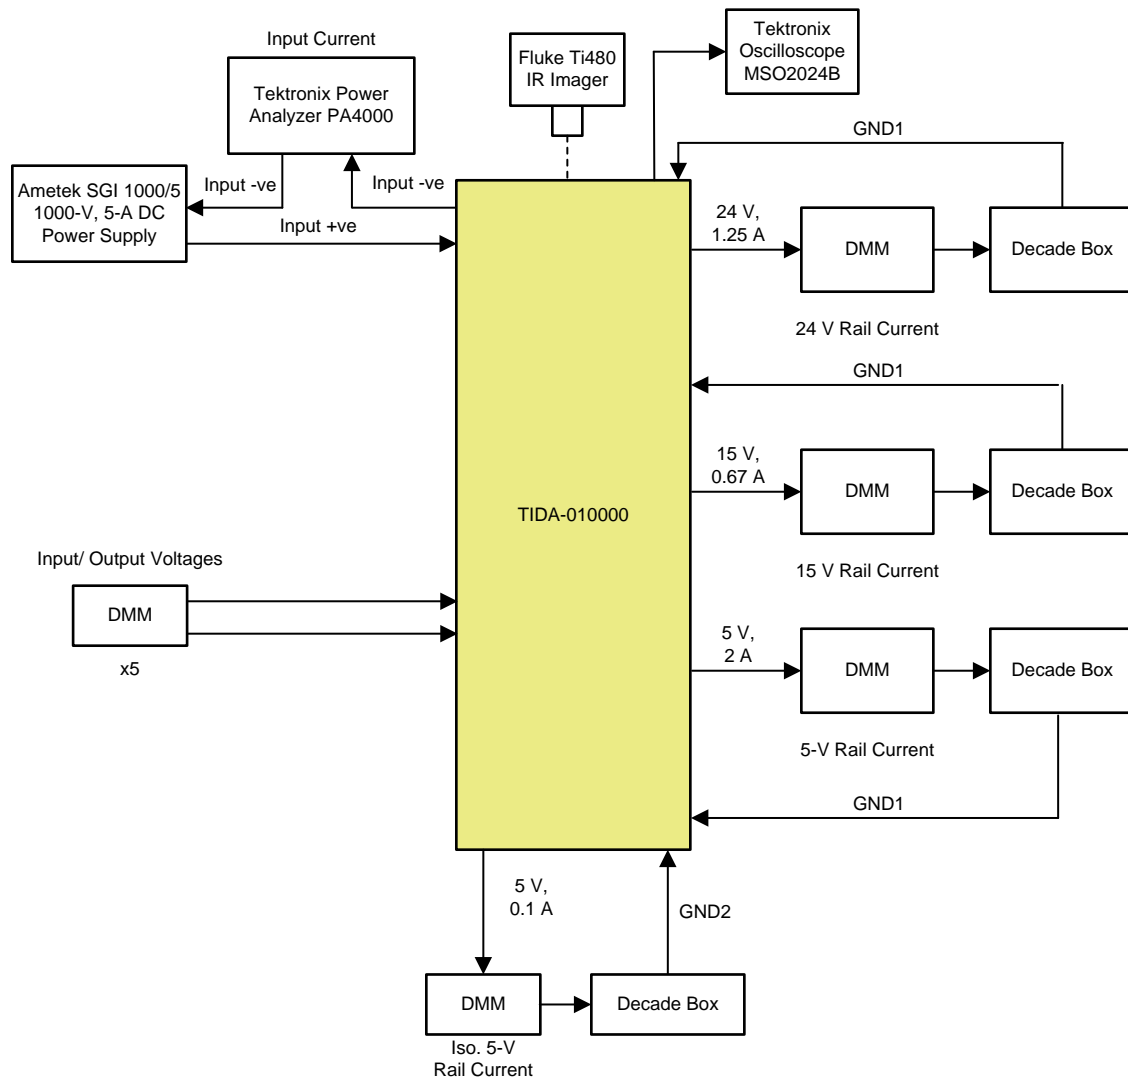 Input Current
Tektronix Power
Analyzer PA4000
Fluke Ti480
IR Imager
Tektronix
Oscilloscope
MSO2024B
GND1
Ametek SGI 1000/5
1000-V, 5-A DC
Power Supply
Input -ve
Input -ve
Input +ve
24 V,
1.25 A
DMM
Decade Box
24 V Rail Current
GND1
15 V,
0.67 A
DMM
Decade Box
15 V Rail Current
TIDA-010000
Input/ Output Voltages
DMM
x5
5 V,
2 A
DMM
Decade Box
5-V Rail Current
GND1
5 V,
0.1 A
GND2
DMM
Decade Box
Iso. 5-V
Rail Current